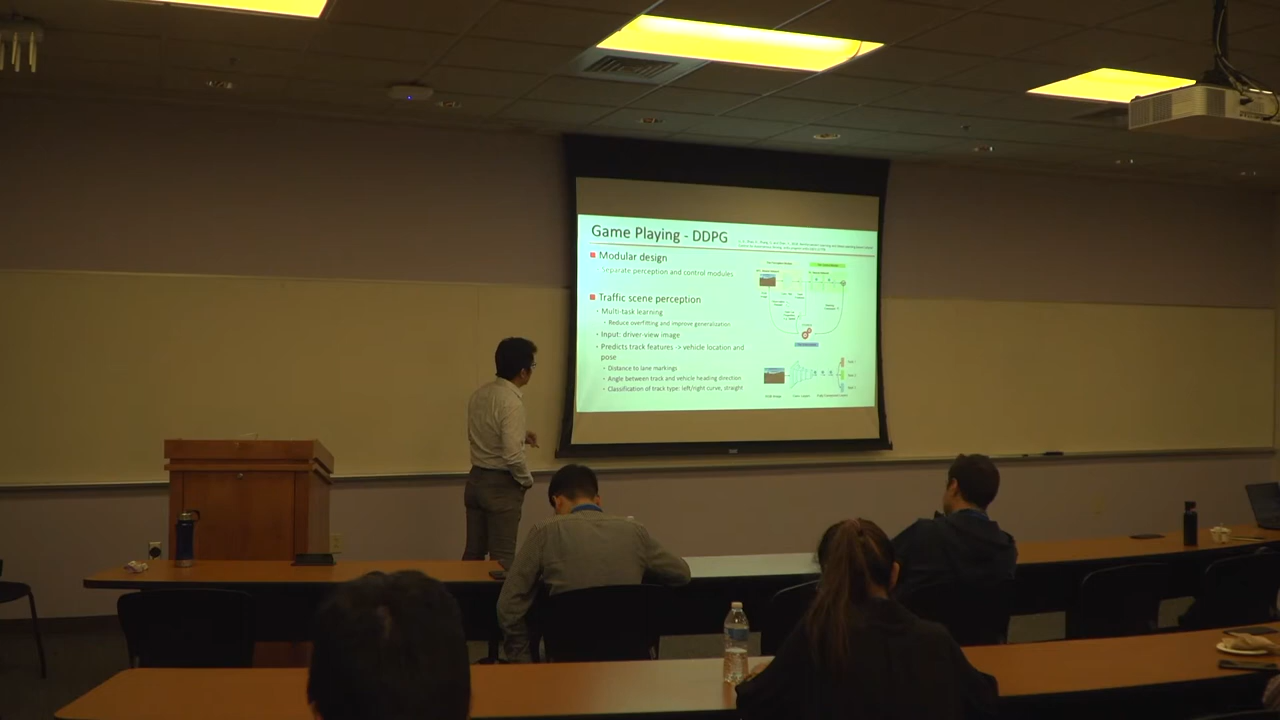 Game Playing - DDPG
Modular design
Separate perception and control modules
Traffic scene perception
Multi-task learning
Reduce overfitting and improve generalization
Input: driver-view image
Predicts track features -> vehicle location and
pose
Distance to lane markings
Angle between track and vehicle heading direction
Classification of track type: left/right-curve, straight